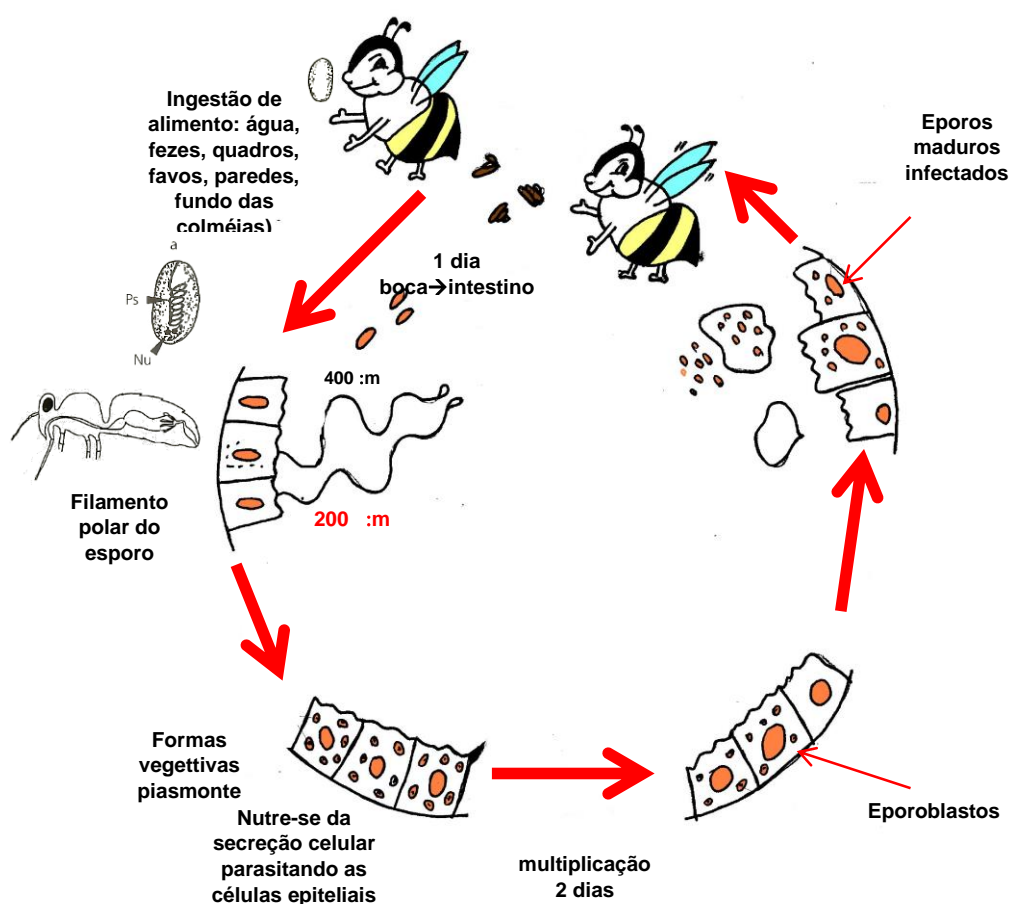 Ingestão de
alimento: água,
fezes, quadros,
favos, paredes,
fundo das
colméias)
a
Ps
Nu
1 dia
boca→intestino
Eporos
maduros
infectados
400 :m
200 :m
Filamento
polar do
esporo
Formas
vegettivas
piasmonte
Nutre-se da
secreção celular
parasitando as
células epiteliais
multiplicação
2 dias
Eporoblastos